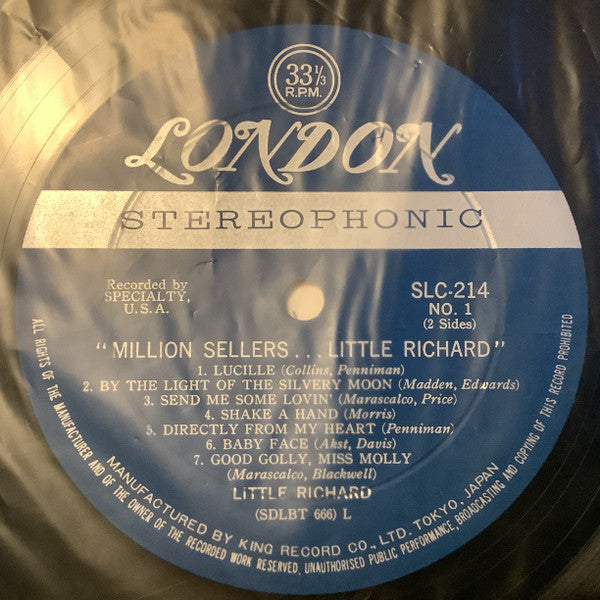 33⅓
R.P.M.
LONDON
STEREOPHONIC
Recorded by
SPECIALTY,
U.S.A.
SLC-214
NO. 1
(2 Sides)
"MILLION SELLERS...LITTLE RICHARD"
1. LUCILLE (Collins, Penniman)
2. BY THE LIGHT OF THE SILVERY MOON (Madden, Edwards)
3. SEND ME SOME LOVIN' (Marascalco, Price)
4. SHAKE A HAND (Morris)
5. DIRECTLY FROM MY HEART (Penniman)
6. BABY FACE (Akst, Davis)
7. GOOD GOLLY, MISS MOLLY
(Marascalco, Blackwell)
LITTLE RICHARD
(SDLBT 666) L
MANUFACTURED BY KING RECORD CO., LTD. TOKYO, JAPAN
ALL RIGHTS OF THE MANUFACTURER AND OF THE OWNER OF THE RECORDED WORK RESERVED, UNAUTHORISED PUBLIC PERFORMANCE, BROADCASTING AND COPYING OF THIS RECORD PROHIBITED